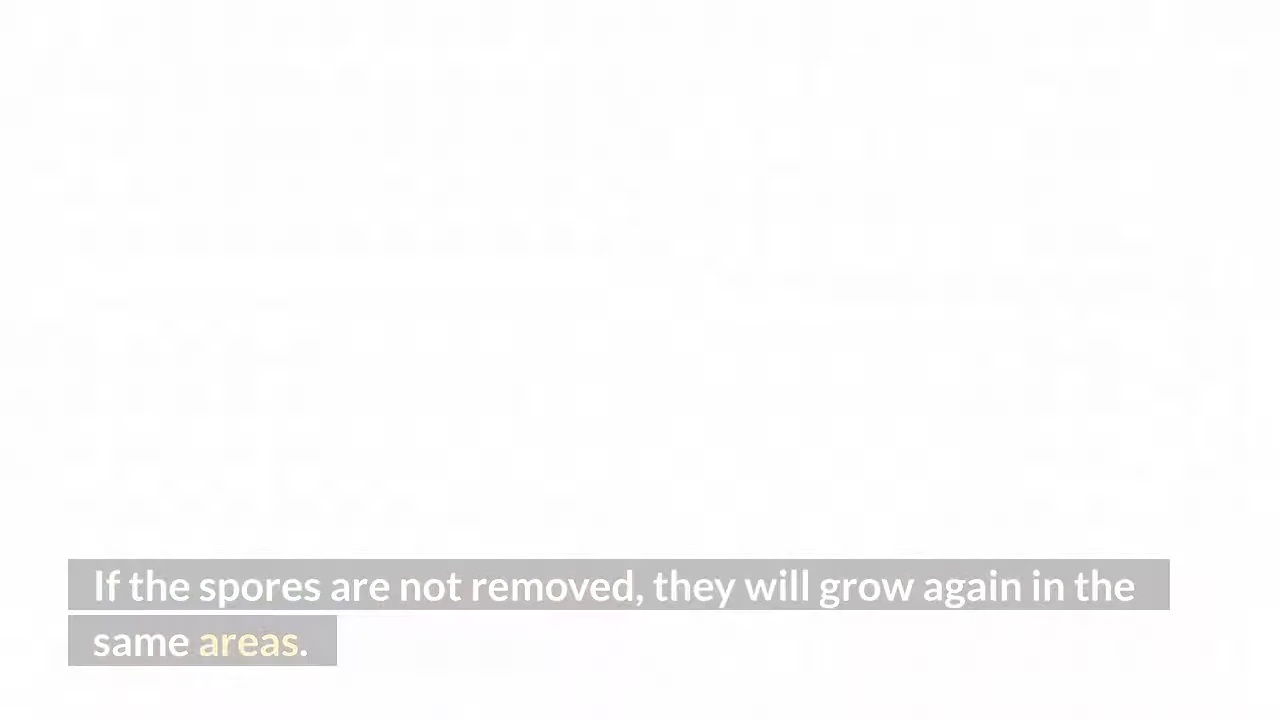 If the spores are not removed, they will grow again in the
same areas.